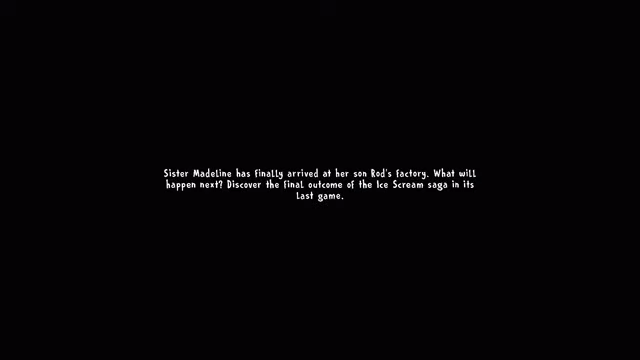 Sister Madeline has finally arrived at her son Rod's factory. What will
happen next? Discover the final outcome of the Ice Scream saga in its
last game.